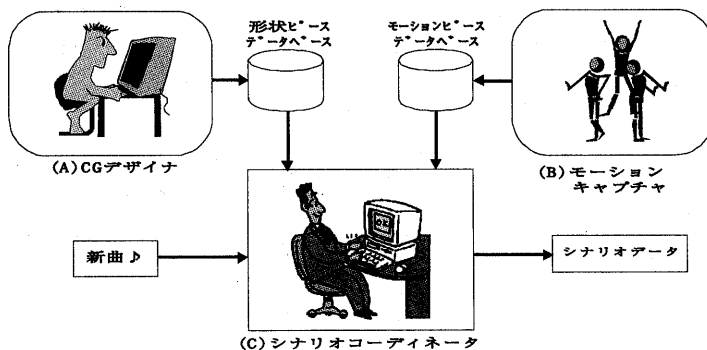 形状ピース
データベース
モーションピース
データベース
(A)CGデザイナ
(B)モーション
キャプチャ
新曲♪
シナリオデータ
(C)シナリオコーディネータ